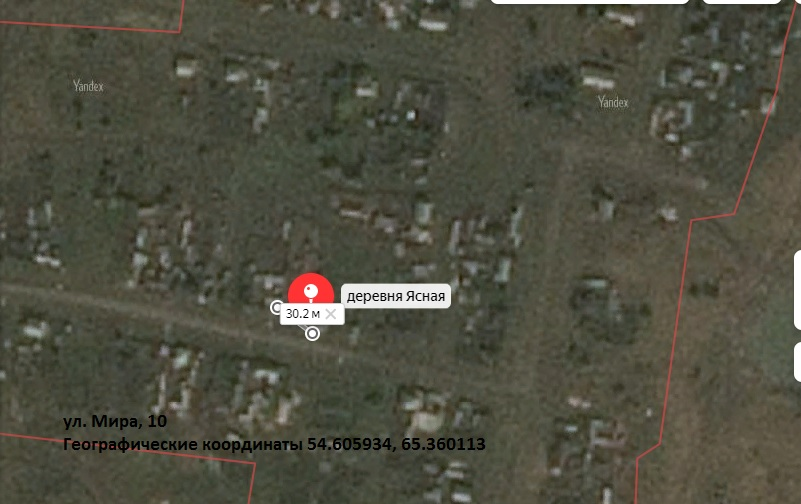 Yandex
Yandex
деревня Ясная
30.2 м
ул. Мира, 10
Географические координаты 54.605934, 65.360113